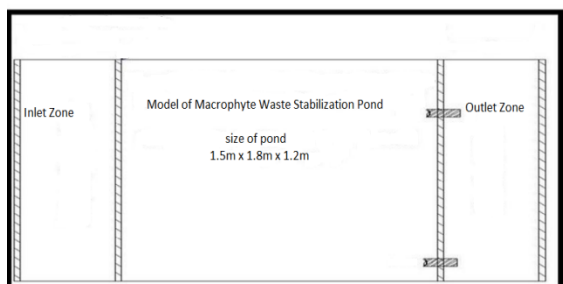 Inlet Zone
Model of Macrophyte Waste Stabilization Pond
Outlet Zone
size of pond
1.5m x 1.8m x 1.2m